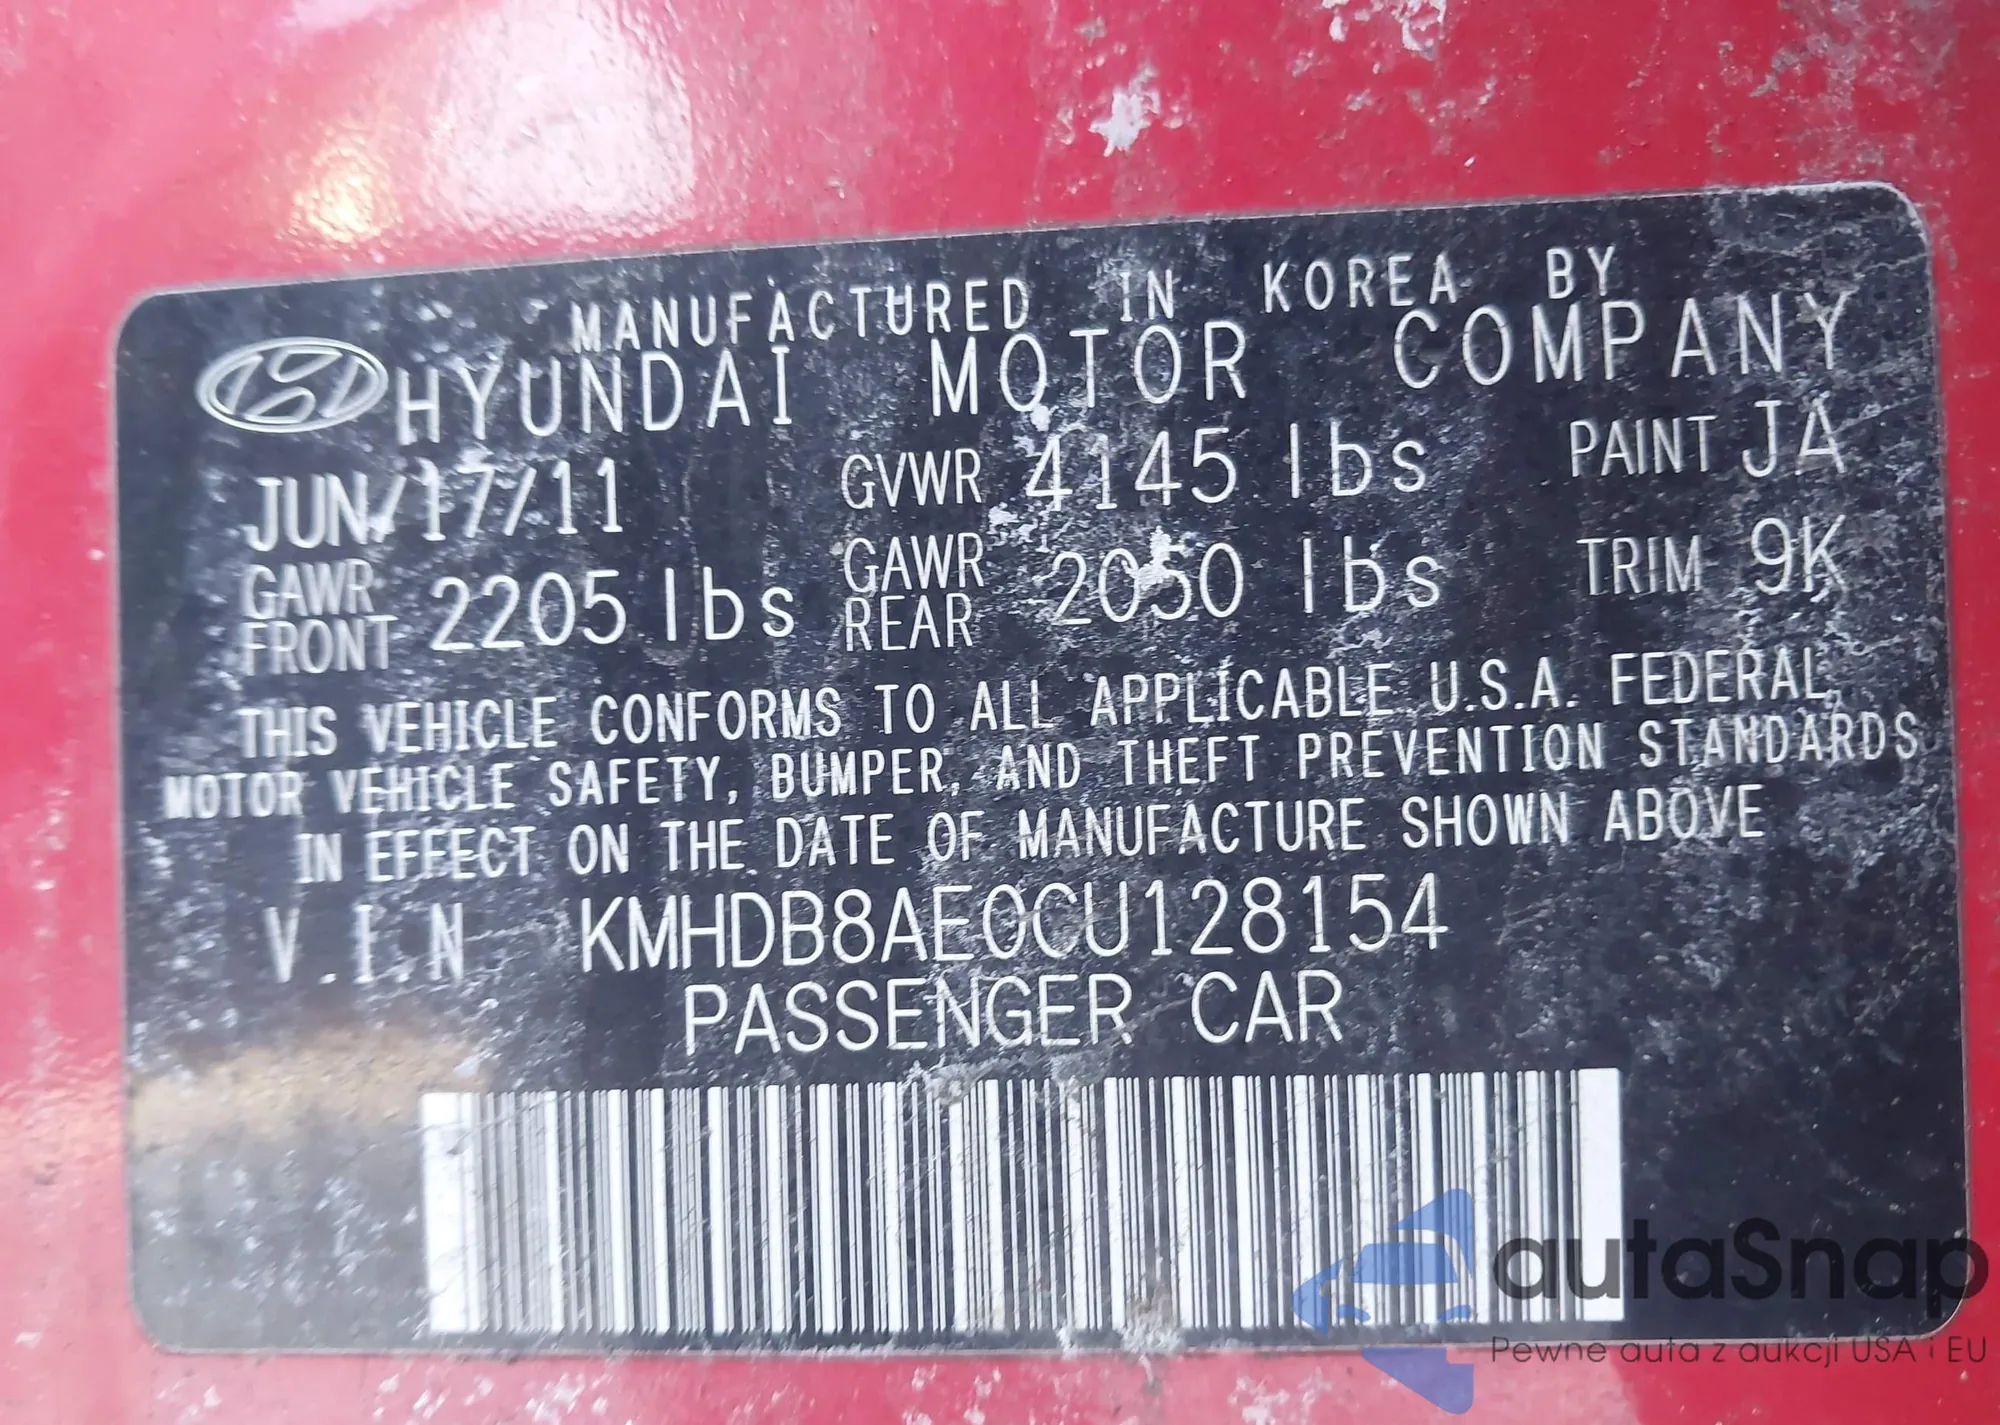 MANUFACTURED IN KOREA BY
HYUNDAI MOTOR COMPANY
JUN/17/11 GVWR 4145 lbs PAINT JA
GAWR FRONT 2205 lbs GAWR REAR 2050 lbs TRIM 9K
THIS VEHICLE CONFORMS TO ALL APPLICABLE U.S.A. FEDERAL
MOTOR VEHICLE SAFETY, BUMPER, AND THEFT PREVENTION STANDARDS
IN EFFECT ON THE DATE OF MANUFACTURE SHOWN ABOVE
V.I.N KMHDB8AE0CU128154
PASSENGER CAR
autaSnap
Pewne auta z aukcji USA i EU